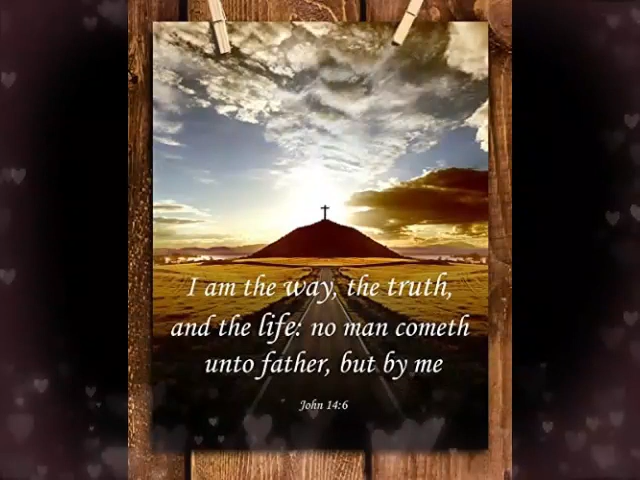 I am the way, the truth,
and the life: no man cometh
unto father, but by me
John 14:6